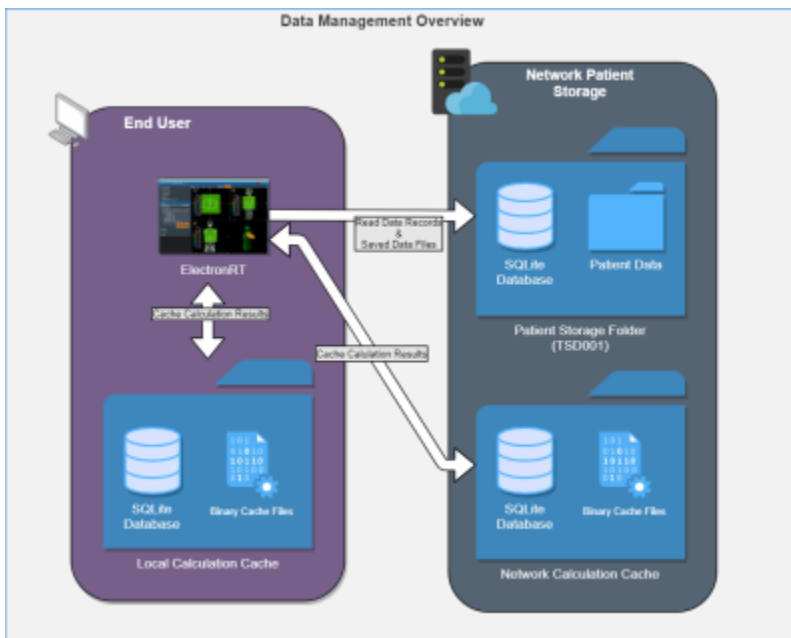 Data Management Overview
Network Patient
Storage
End User
Read Data Records
&
Saved Data Files
ElectronRT
SQLite
Database
Patient Data
Cache Calculation Results
Patient Storage Folder
(TSD001)
Cache Calulation Results
SQLite
Database
Binary Cache Files
Local Calculation Cache
SQLite
Database
Binary Cache Files
Network Calculation Cache